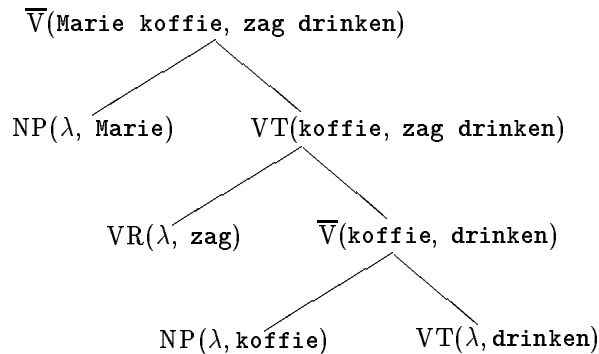 V̅(Marie koffie, zag drinken)
NP(λ, Marie) VT(koffie, zag drinken)
VR(λ, zag) V̅(koffie, drinken)
NP(λ, koffie) VT(λ, drinken)